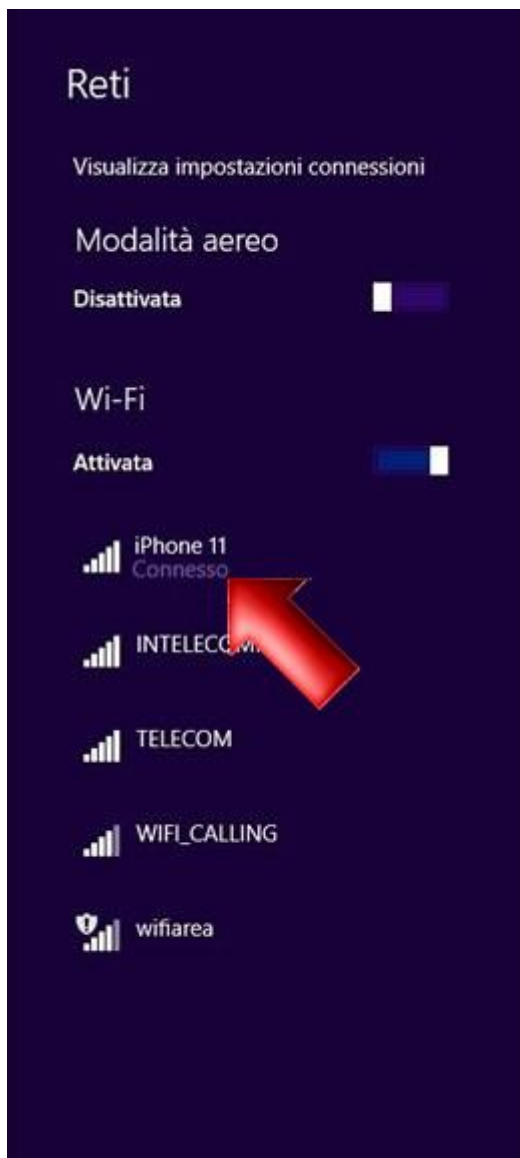 Reti
Visualizza impostazioni connessioni
Modalità aereo
Disattivata
Wi-Fi
Attivata
iPhone 11
Connesso
TELECOM
WIFI_CALLING
wifiarea